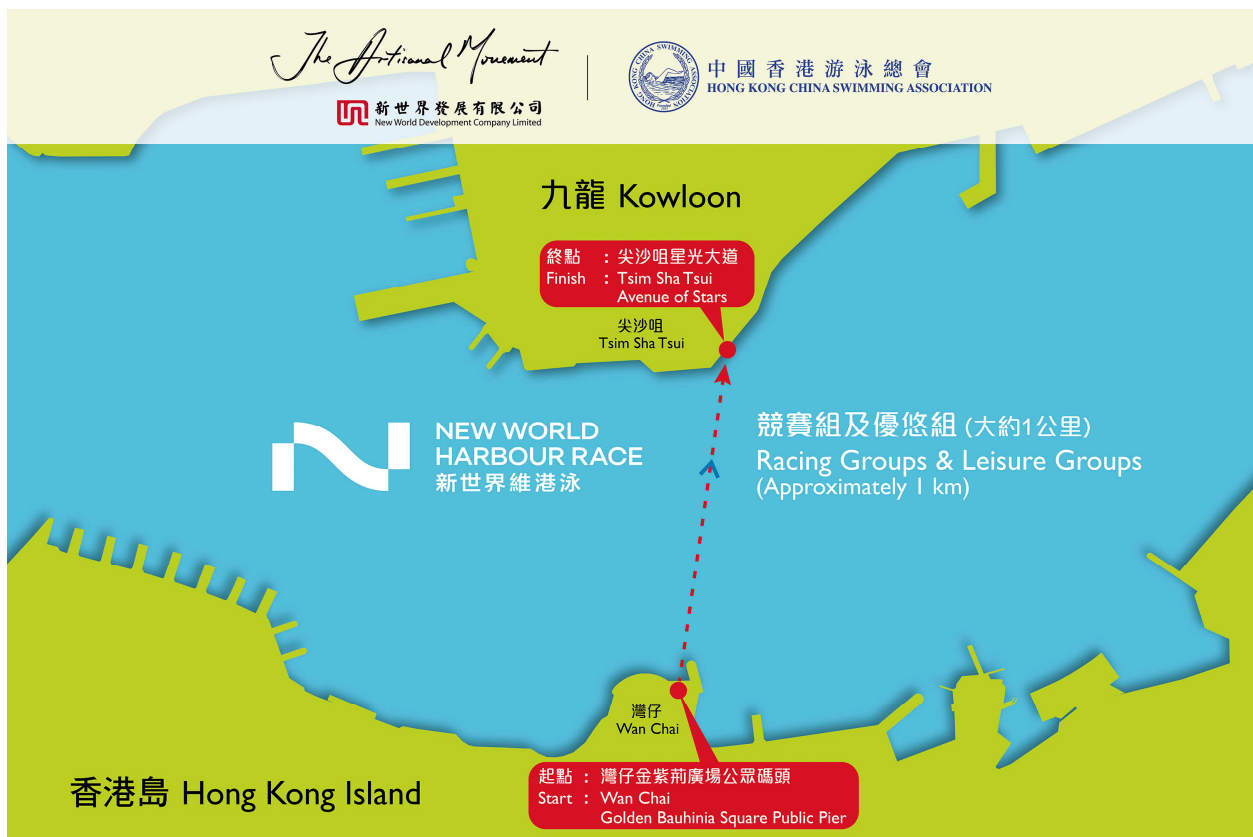 The Artisanal Movement
新世界發展有限公司
New World Development Company Limited
HONG KONG CHINA SWIMMING ASSOCIATION
中國香港游泳總會
HONG KONG CHINA SWIMMING ASSOCIATION
九龍 Kowloon
終點 : 尖沙咀星光大道
Finish : Tsim Sha Tsui
Avenue of Stars
尖沙咀
Tsim Sha Tsui
NEW WORLD
HARBOUR RACE
新世界維港泳
競賽組及優悠組 (大約1公里)
Racing Groups & Leisure Groups
(Approximately 1 km)
灣仔
Wan Chai
起點 : 灣仔金紫荊廣場公眾碼頭
Start : Wan Chai
Golden Bauhinia Square Public Pier
香港島 Hong Kong Island